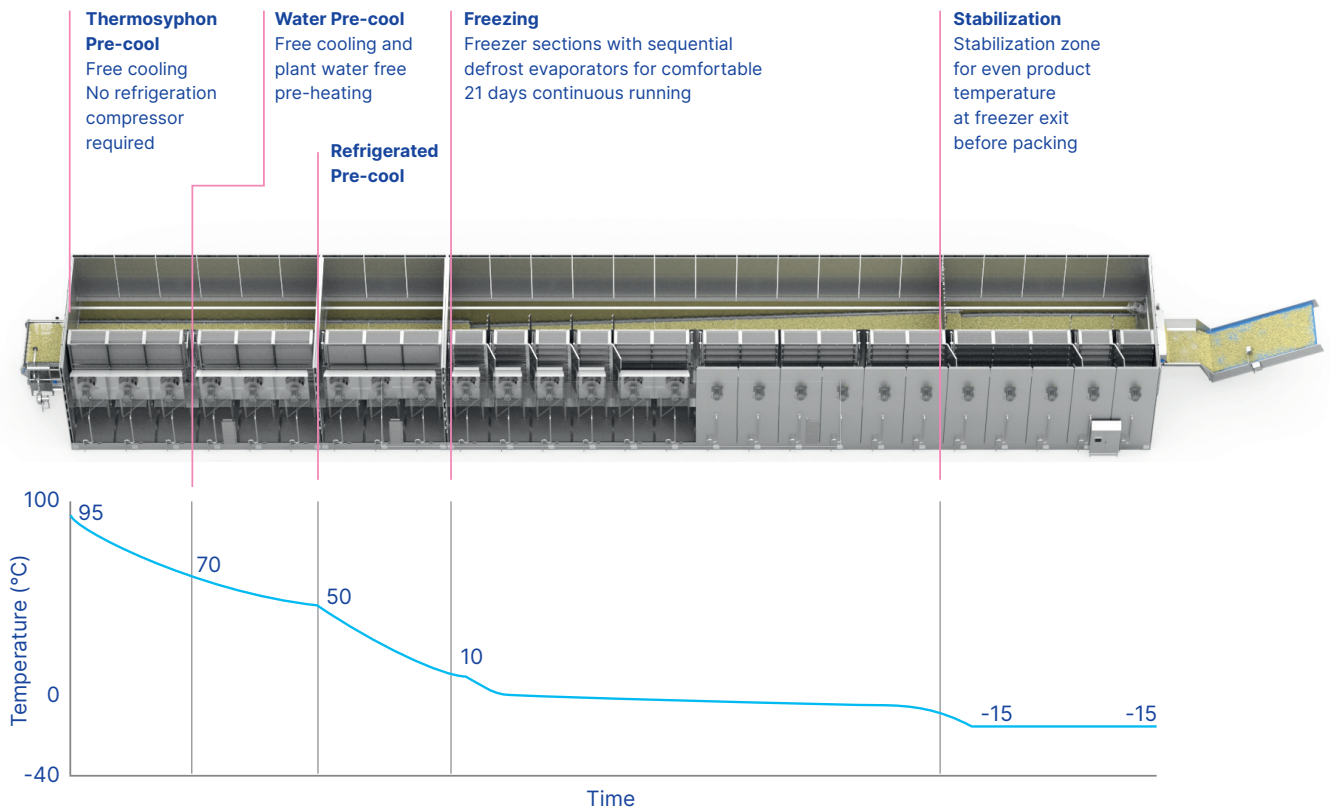 Thermosyphon
Pre-cool
Free cooling
No refrigeration
compressor
required
Water Pre-cool
Free cooling and
plant water free
pre-heating
Refrigerated
Pre-cool
Freezing
Freezer sections with sequential
defrost evaporators for comfortable
21 days continuous running
Stabilization
Stabilization zone
for even product
temperature
at freezer exit
before packing
100
0
-40
Temperature (°C)
95
70
50
10
-15
-15
Time